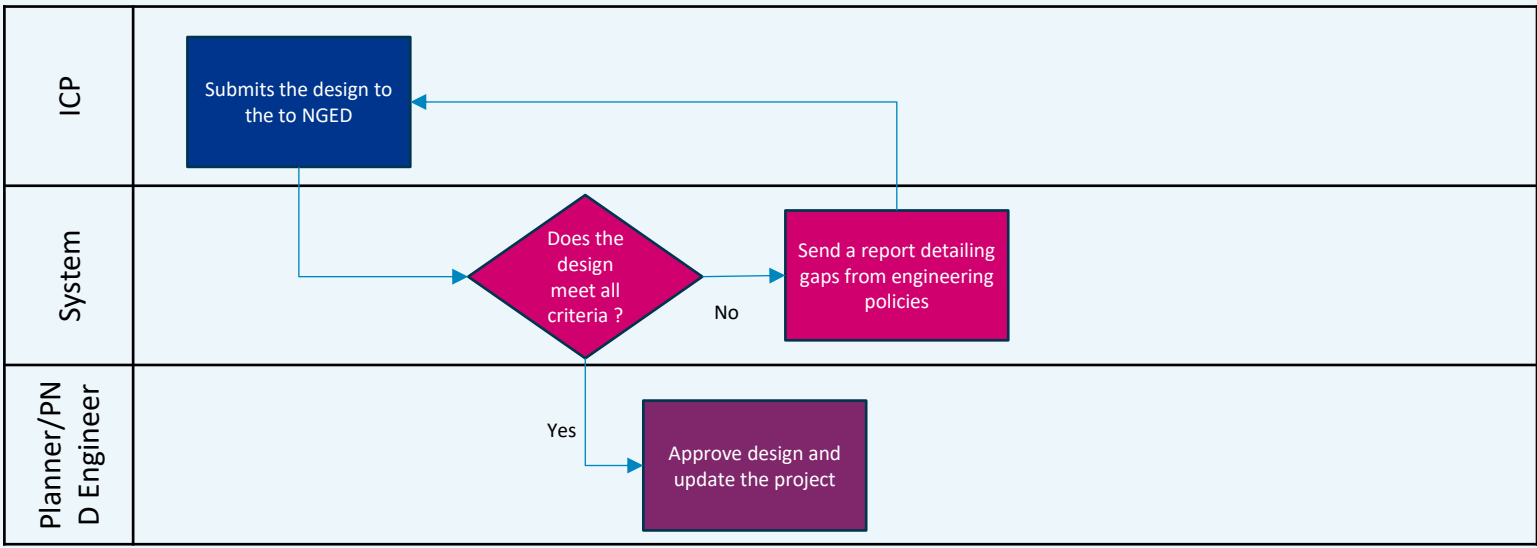 ICP
Submits the design to
the to NGED
System
Does the
design
meet all
criteria ?
No
Send a report detailing
gaps from engineering
policies
Planner/PN
D Engineer
Yes
Approve design and
update the project